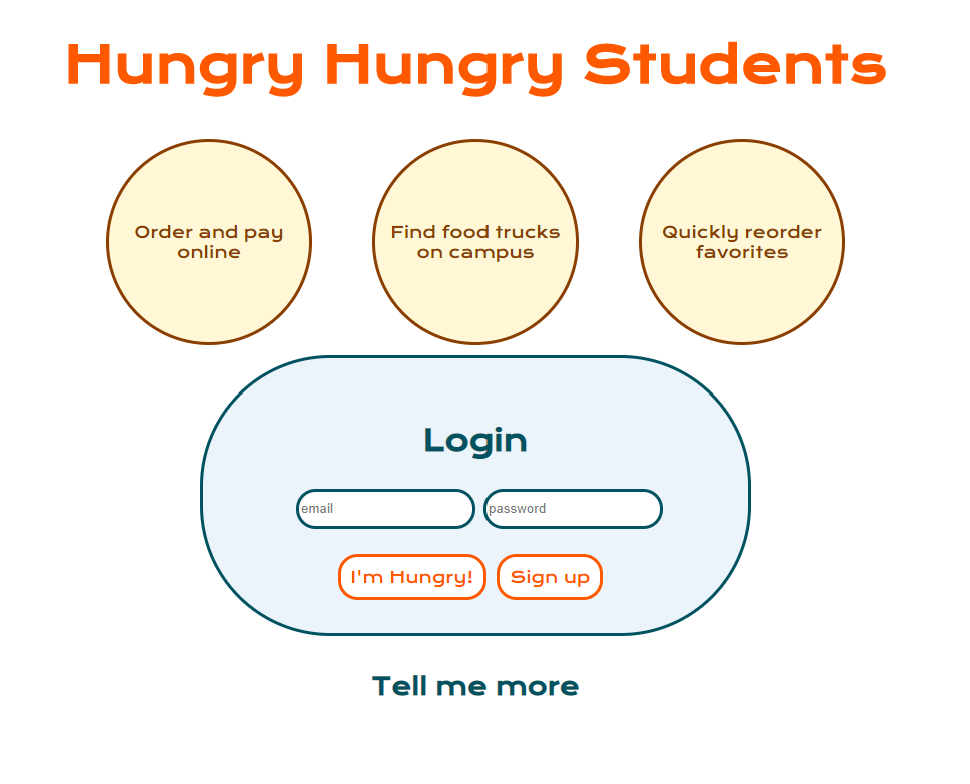 Hungry Hungry Students
Order and pay
online
Find food trucks
on campus
Quickly reorder
favorites
Login
email
password
I'm Hungry!
Sign up
Tell me more